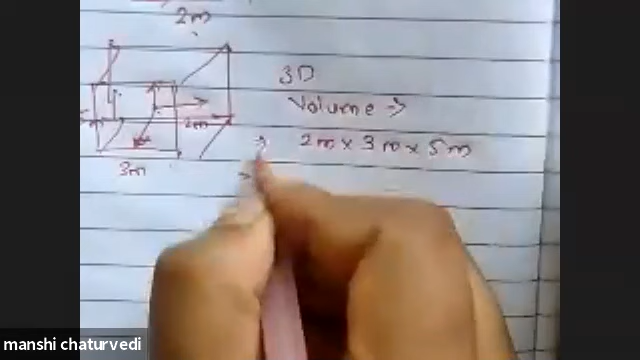 2m
3D
Volume →
2m
⇒ 2m × 3m × 5m
3m
manshi chaturvedi